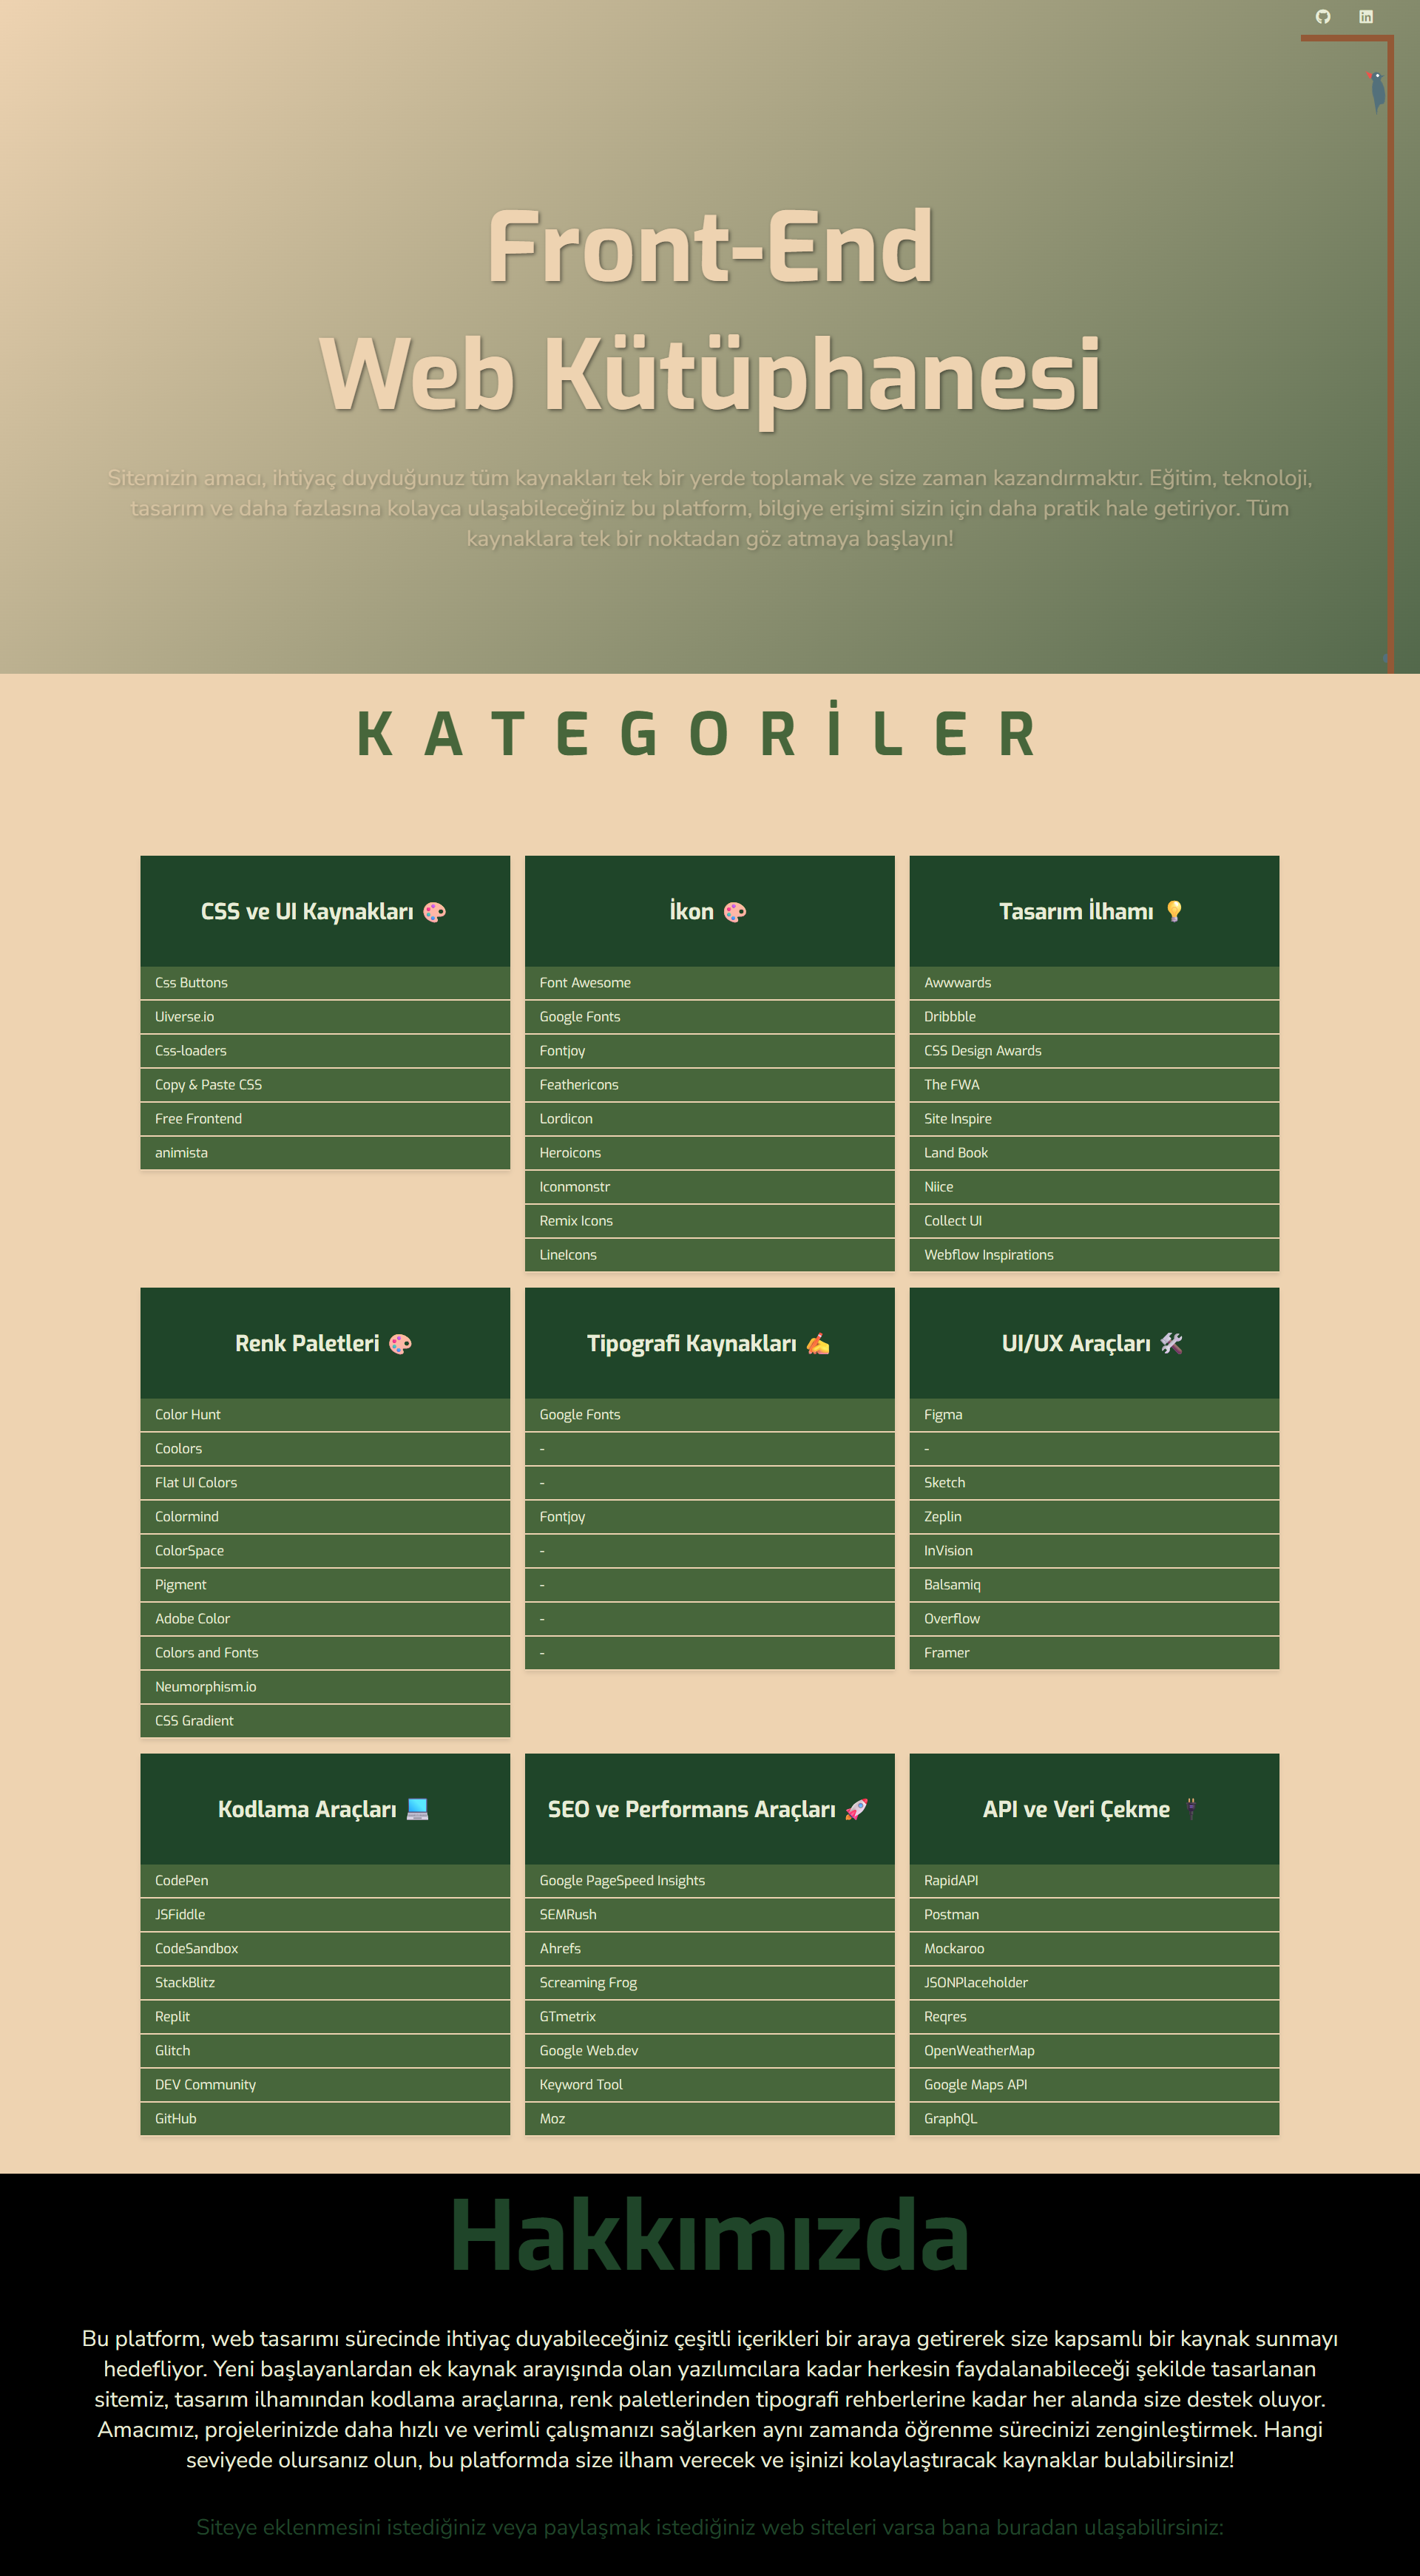 Front-End
Web Kütüphanesi
Sitemizin amacı, ihtiyaç duyduğunuz tüm kaynakları tek bir yerde toplamak ve size zaman kazandırmaktır. Eğitim, teknoloji,
tasarım ve daha fazlasına kolayca ulaşabileceğiniz bu platform, bilgiye erişimi sizin için daha pratik hale getiriyor. Tüm
kaynaklara tek bir noktadan göz atmaya başlayın!
KATEGORİLER
CSS ve UI Kaynakları 🎨
Css Buttons
Uiverse.io
Css-loaders
Copy & Paste CSS
Free Frontend
animista
İkon 🎨
Font Awesome
Google Fonts
Fontjoy
Feathericons
Lordicon
Heroicons
Iconmonstr
Remix Icons
LineIcons
Tasarım İlhamı 💡
Awwwards
Dribbble
CSS Design Awards
The FWA
Site Inspire
Land Book
Niice
Collect UI
Webflow Inspirations
Renk Paletleri 🎨
Color Hunt
Coolors
Flat UI Colors
Colormind
ColorSpace
Pigment
Adobe Color
Colors and Fonts
Neumorphism.io
CSS Gradient
Tipografi Kaynakları ✍️
Google Fonts
-
-
Fontjoy
-
-
-
-
UI/UX Araçları 🛠️
Figma
-
Sketch
Zeplin
InVision
Balsamiq
Overflow
Framer
Kodlama Araçları 💻
CodePen
JSFiddle
CodeSandbox
StackBlitz
Replit
Glitch
DEV Community
GitHub
SEO ve Performans Araçları 🚀
Google PageSpeed Insights
SEMRush
Ahrefs
Screaming Frog
GTmetrix
Google Web.dev
Keyword Tool
Moz
API ve Veri Çekme 🔌
RapidAPI
Postman
Mockaroo
JSONPlaceholder
Reqres
OpenWeatherMap
Google Maps API
GraphQL
Hakkımızda
Bu platform, web tasarımı sürecinde ihtiyaç duyabileceğiniz çeşitli içerikleri bir araya getirerek size kapsamlı bir kaynak sunmayı
hedefliyor. Yeni başlayanlardan ek kaynak arayışında olan yazılımcılara kadar herkesin faydalanabileceği şekilde tasarlanan
sitemiz, tasarım ilhamından kodlama araçlarına, renk paletlerinden tipografi rehberlerine kadar her alanda size destek oluyor.
Amacımız, projelerinizde daha hızlı ve verimli çalışmanızı sağlarken aynı zamanda öğrenme sürecinizi zenginleştirmek. Hangi
seviyede olursanız olun, bu platformda size ilham verecek ve işinizi kolaylaştıracak kaynaklar bulabilirsiniz!
Siteye eklenmesini istediğiniz veya paylaşmak istediğiniz web siteleri varsa bana buradan ulaşabilirsiniz: